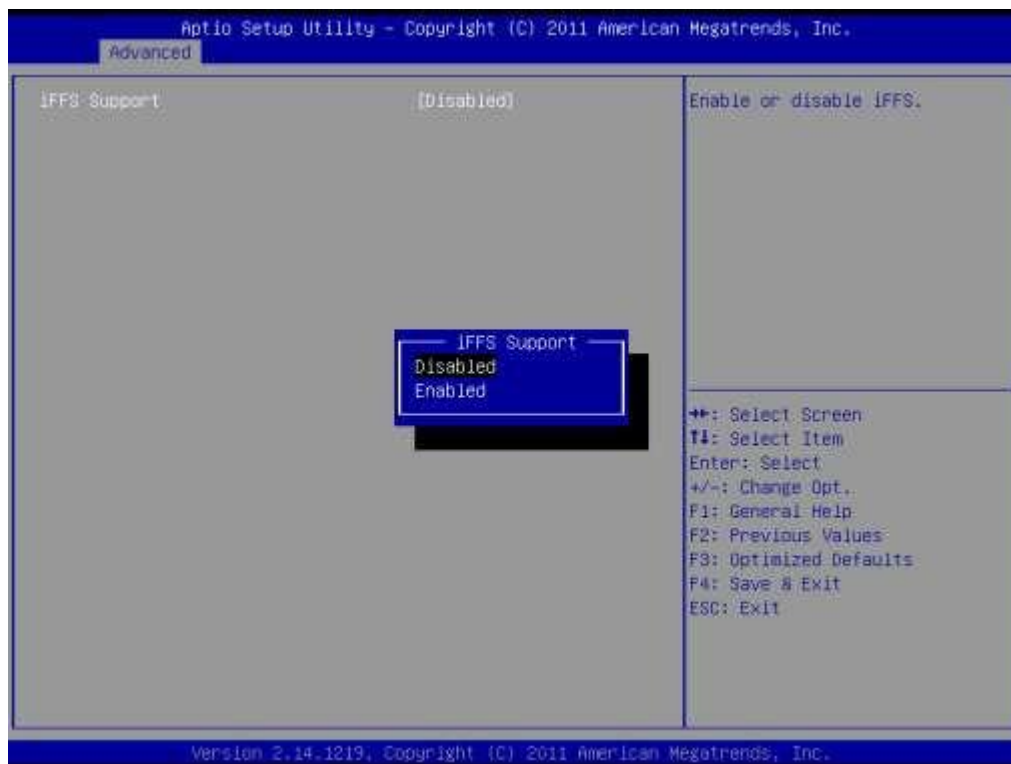 Aptio Setup Utility - Copyright (C) 2011 American Megatrends, Inc.
Advanced
iFFS Support [Disabled]
Enable or disable iFFS.
iFFS Support
Disabled
Enabled
→←: Select Screen
↑↓: Select Item
Enter: Select
+/-: Change Opt.
F1: General Help
F2: Previous Values
F3: Optimized Defaults
F4: Save & Exit
ESC: Exit
Version 2.14.1219. Copyright (C) 2011 American Megatrends, Inc.